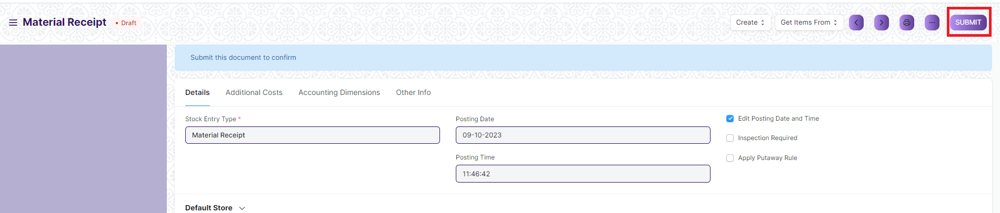 Material Receipt • Draft Create Get Items From SUBMIT
Submit this document to confirm
Details Additional Costs Accounting Dimensions Other Info
Stock Entry Type *
Material Receipt
Posting Date
09-10-2023
Posting Time
11:46:42
Edit Posting Date and Time
Inspection Required
Apply Putaway Rule
Default Store